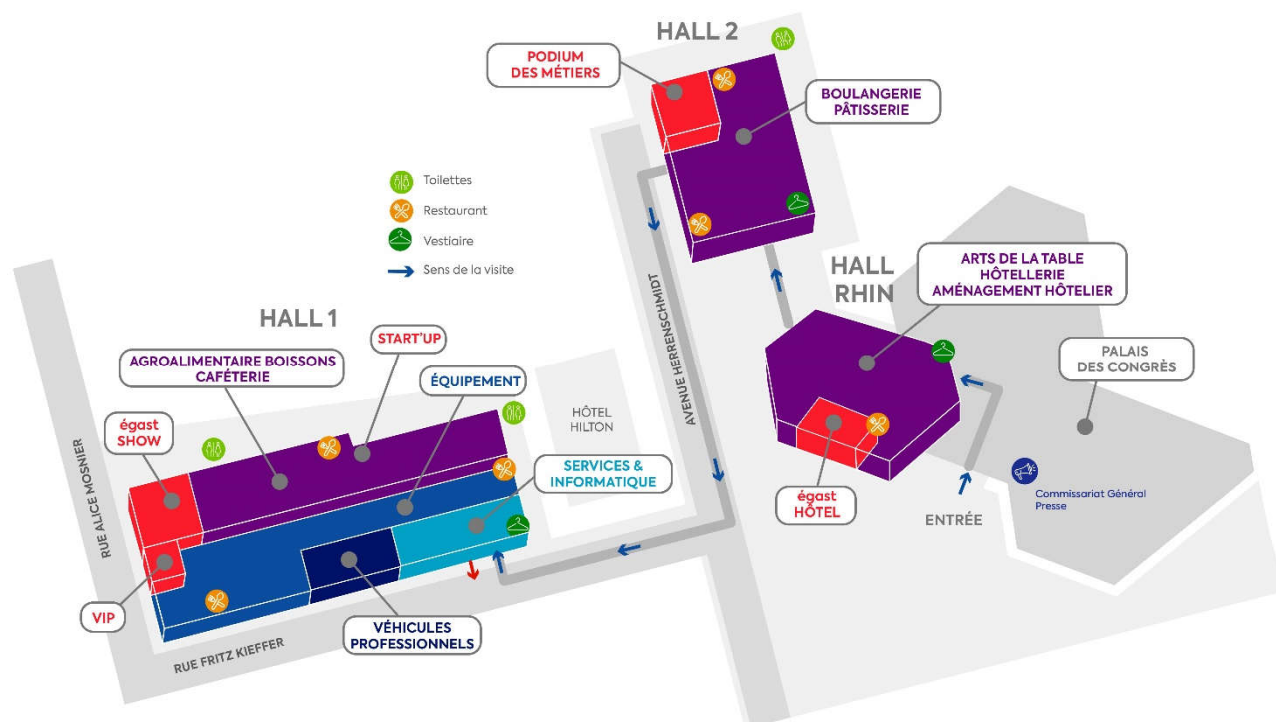 HALL 2
PODIUM
DES MÉTIERS
BOULANGERIE
PÂTISSERIE
Toilettes
Restaurant
Vestiaire
Sens de la visite
AVENUE HERRENSCHMIDT
HALL
RHIN
ARTS DE LA TABLE
HÔTELLERIE
AMÉNAGEMENT HÔTELIER
PALAIS
DES CONGRÈS
HALL 1
START'UP
AGROALIMENTAIRE BOISSONS
CAFÉTERIE
ÉQUIPEMENT
HÔTEL
HILTON
égast
SHOW
SERVICES &
INFORMATIQUE
RUE ALICE MOSNIER
égast
HÔTEL
ENTRÉE
Commissariat Général
Presse
VIP
VÉHICULES
PROFESSIONNELS
RUE FRITZ KIEFFER